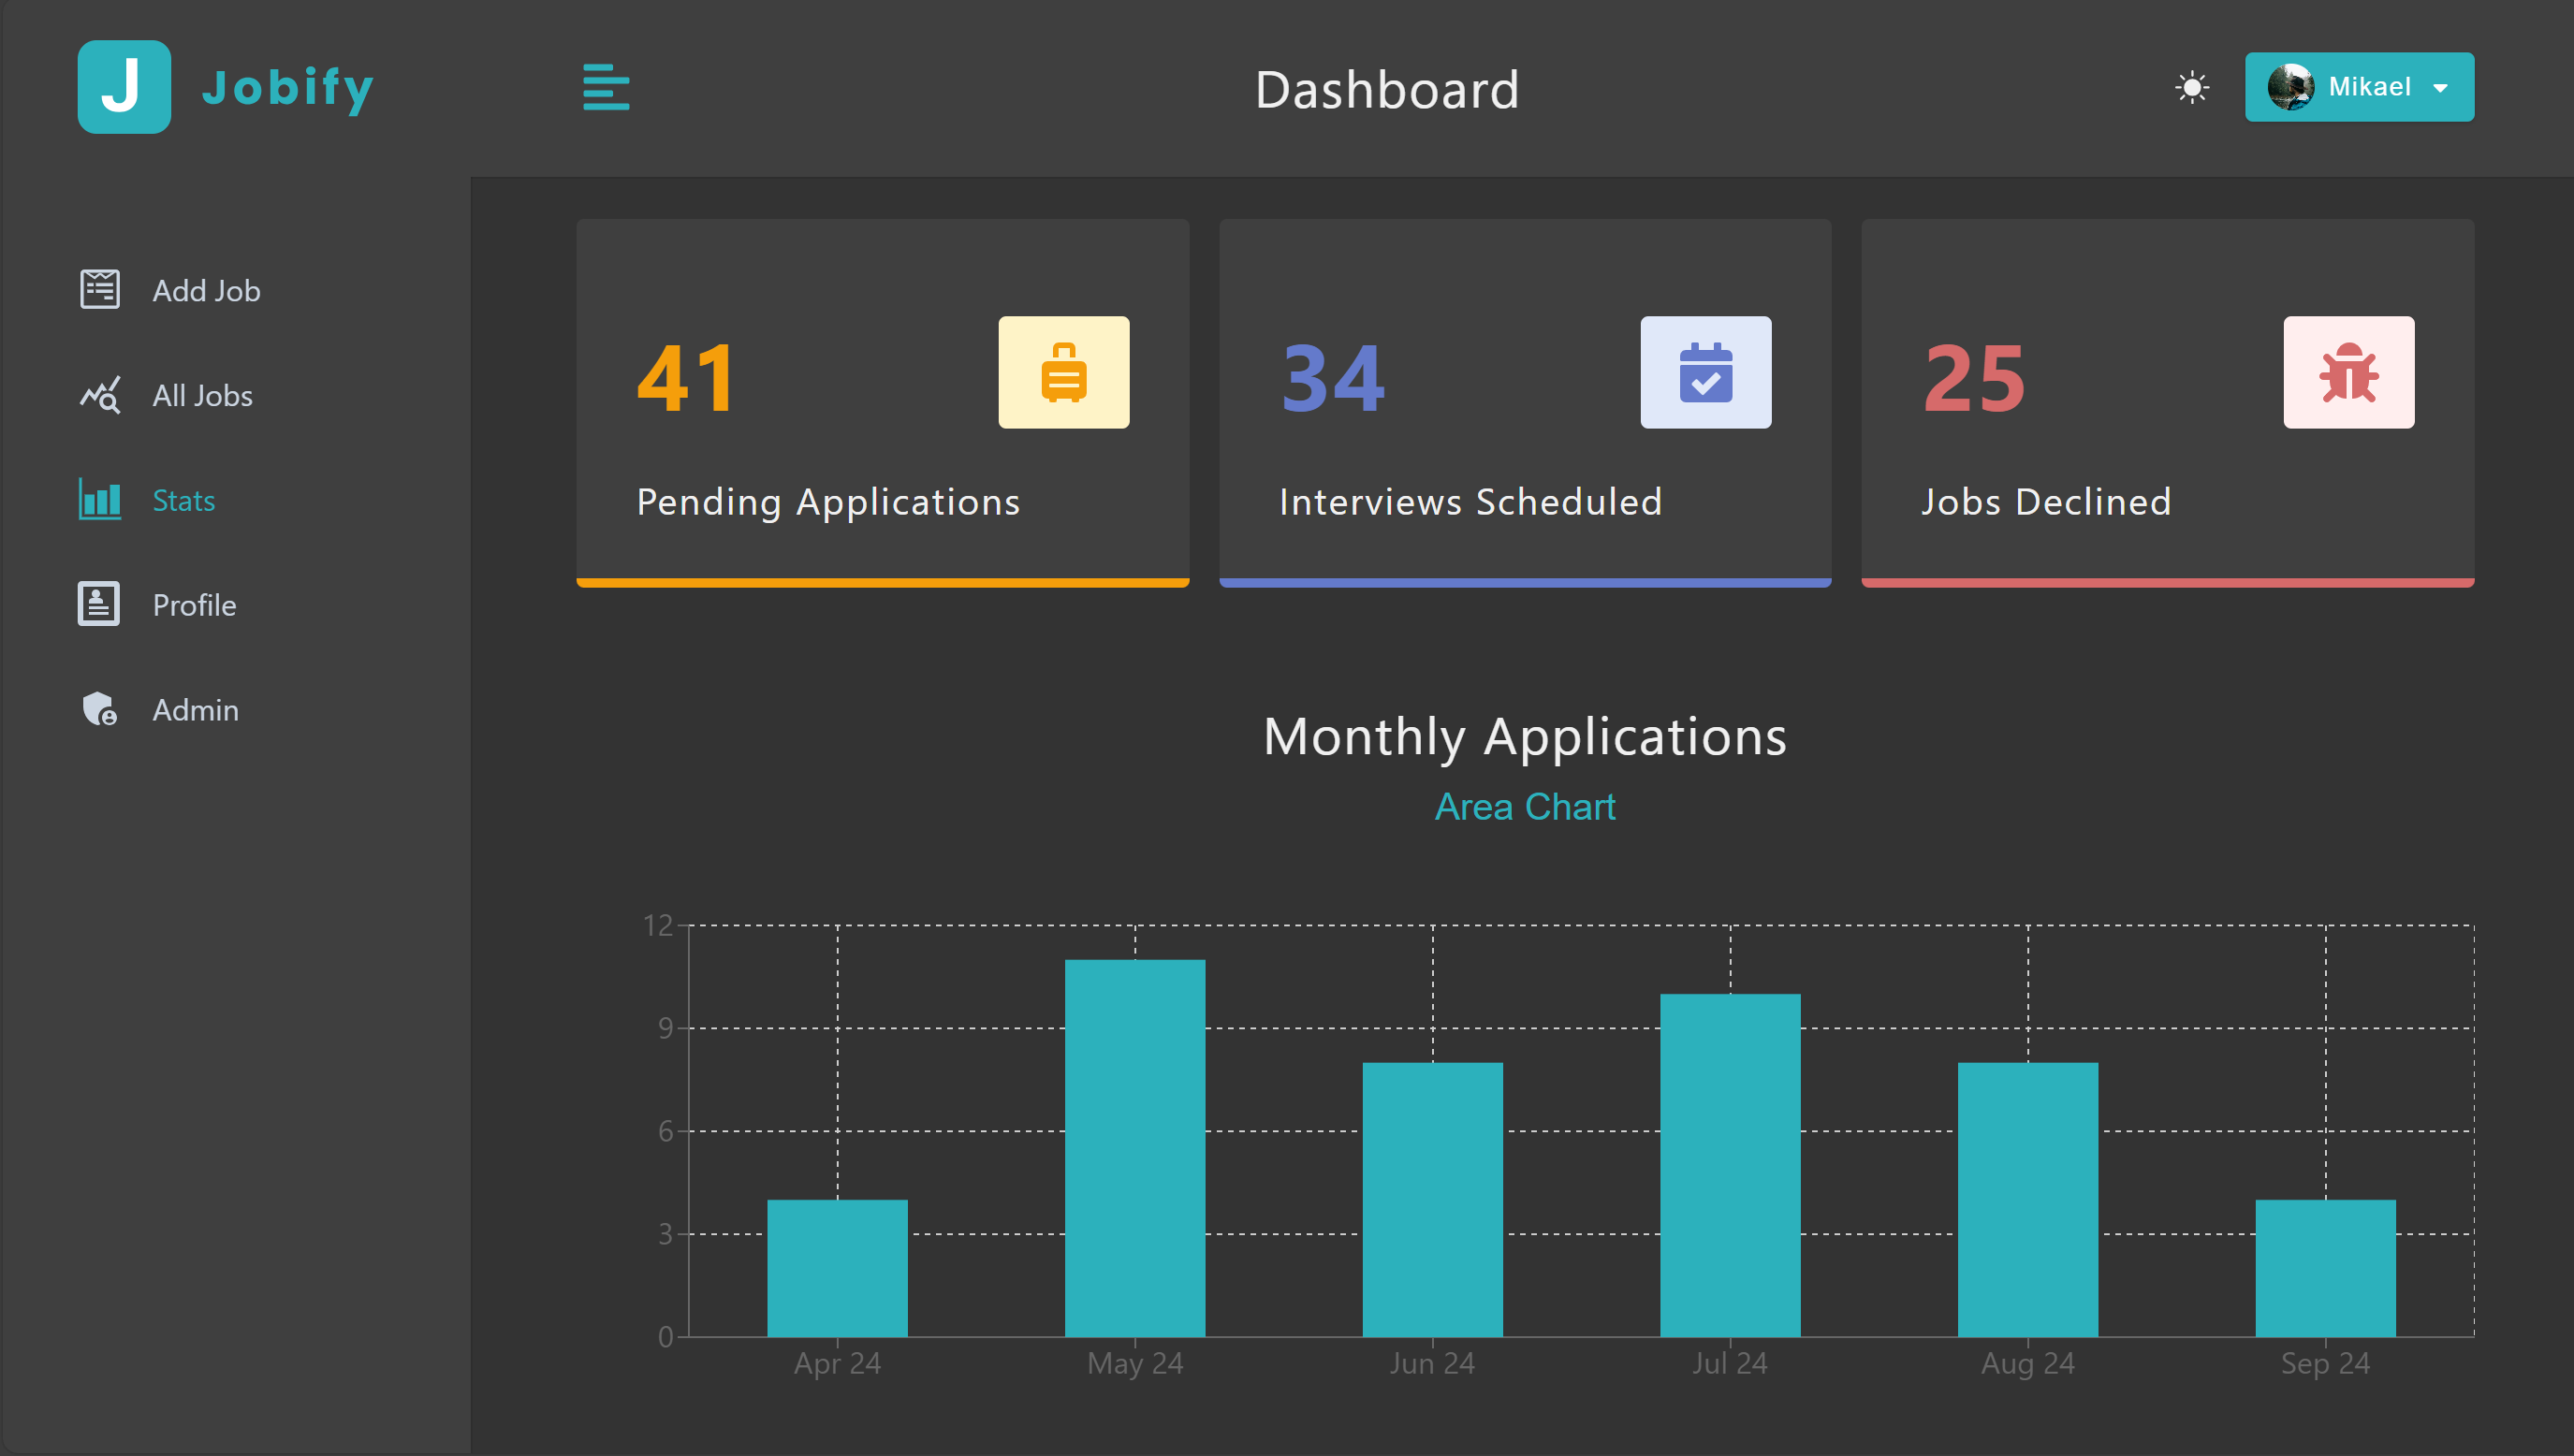 J Jobify
Dashboard
Mikael
Add Job
All Jobs
Stats
Profile
Admin
41
Pending Applications
34
Interviews Scheduled
25
Jobs Declined
Monthly Applications
Area Chart
12
9
6
3
0
Apr 24 May 24 Jun 24 Jul 24 Aug 24 Sep 24